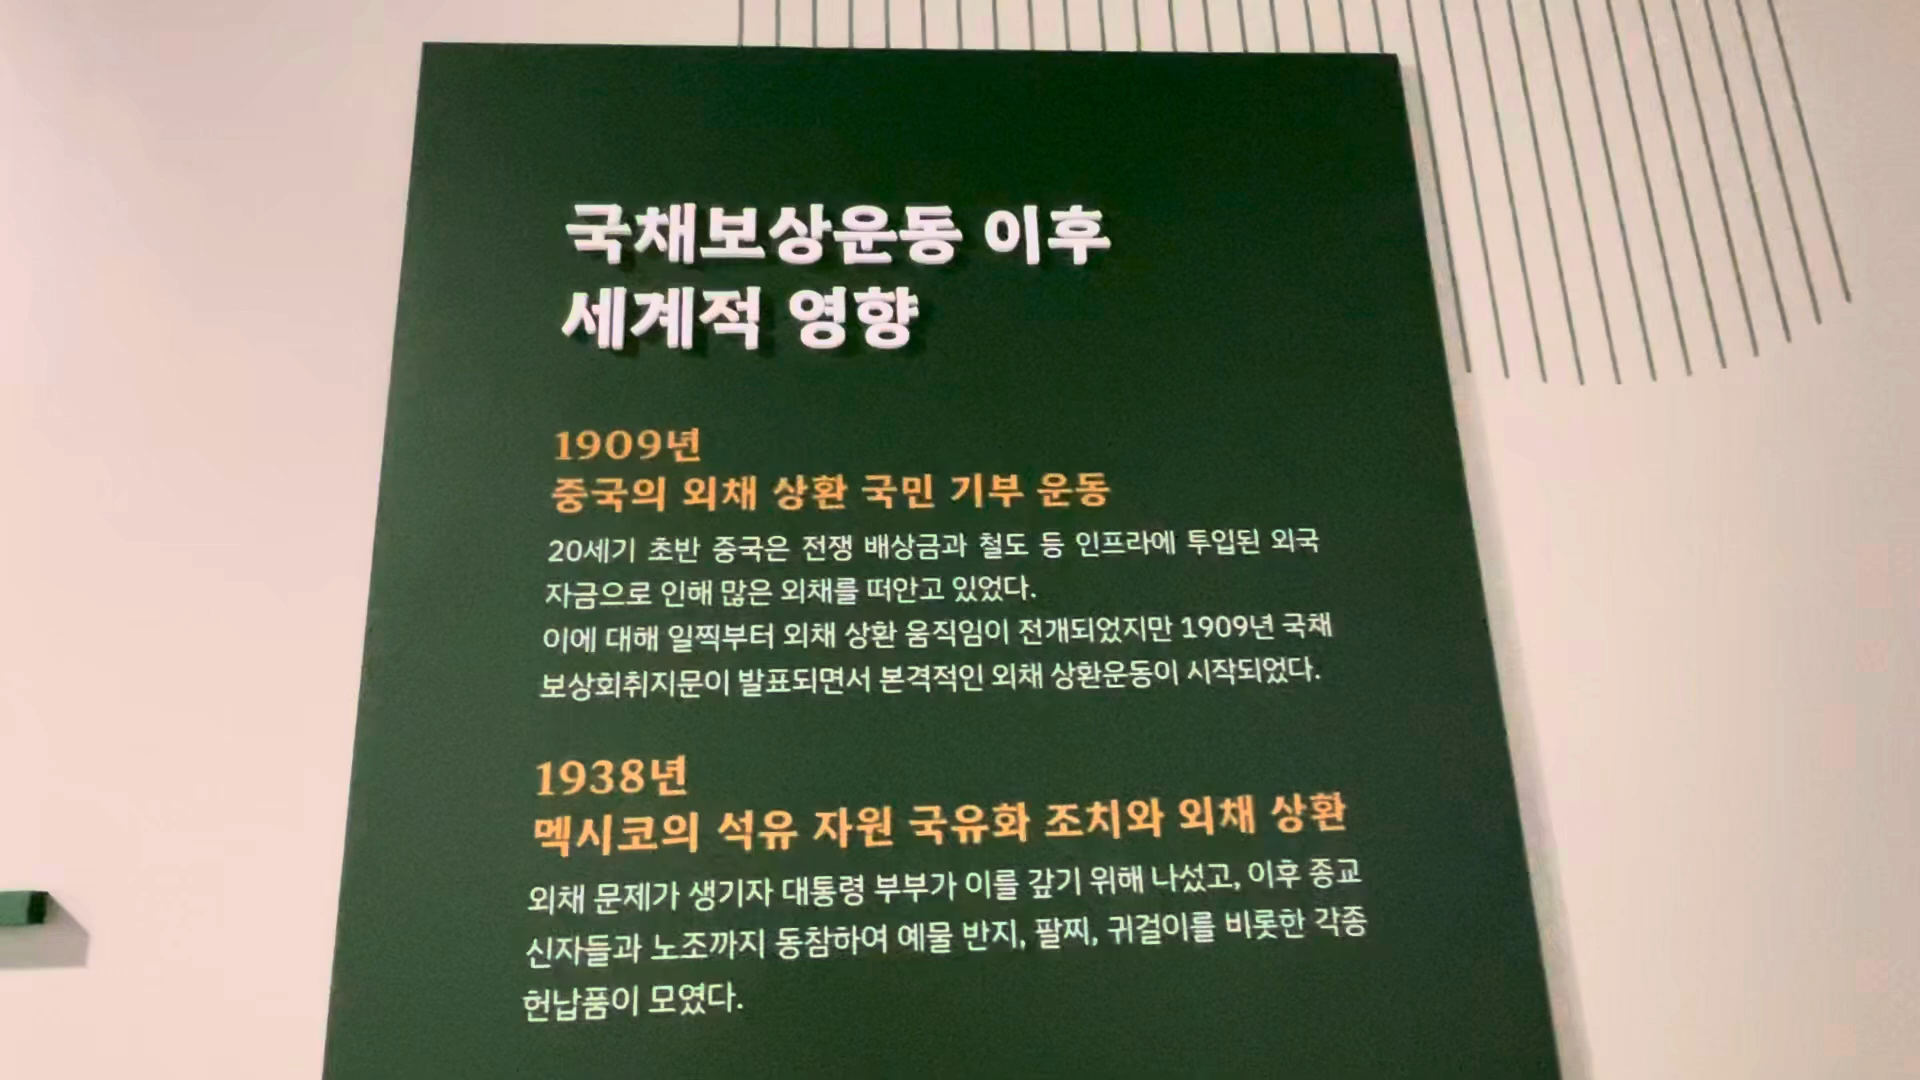 국채보상운동 이후
세계적 영향
1909년
중국의 외채 상환 국민 기부 운동
20세기 초반 중국은 전쟁 배상금과 철도 등 인프라에 투입된 외국
자금으로 인해 많은 외채를 떠안고 있었다.
이에 대해 일찍부터 외채 상환 움직임이 전개되었지만 1909년 국채
보상회취지문이 발표되면서 본격적인 외채 상환운동이 시작되었다.
1938년
멕시코의 석유 자원 국유화 조치와 외채 상환
외채 문제가 생기자 대통령 부부가 이를 갚기 위해 나섰고, 이후 종교
신자들과 노조까지 동참하여 예물 반지, 팔찌, 귀걸이를 비롯한 각종
헌납품이 모였다.